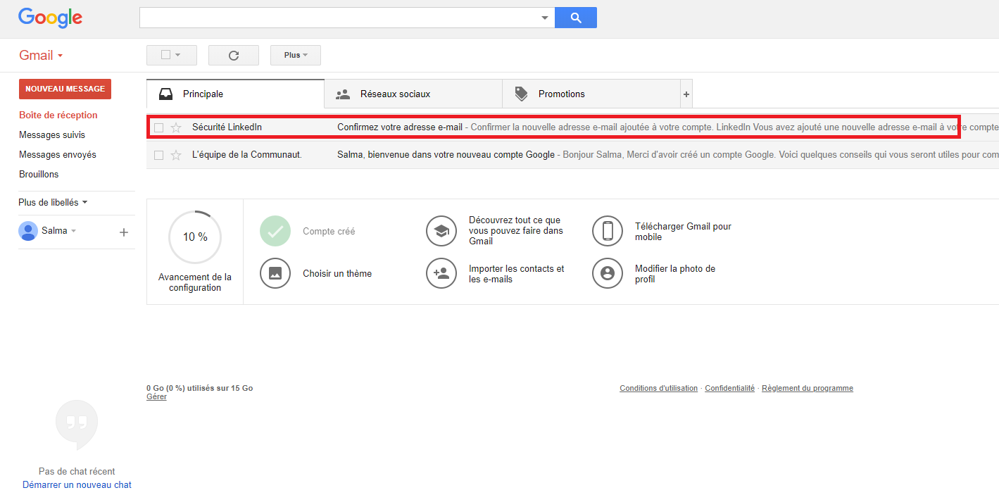 Google
Gmail
Plus
NOUVEAU MESSAGE
Boîte de réception
Messages suivis
Messages envoyés
Brouillons
Plus de libellés
Salma
Principale
Réseaux sociaux
Promotions
Sécurité LinkedIn Confirmez votre adresse e-mail - Confirmer la nouvelle adresse e-mail ajoutée à votre compte. LinkedIn Vous avez ajouté une nouvelle adresse e-mail à votre compte
L'équipe de la Communaut. Salma, bienvenue dans votre nouveau compte Google - Bonjour Salma, Merci d'avoir créé un compte Google. Voici quelques conseils qui vous seront utiles pour com
10 %
Avancement de la
configuration
Compte créé
Choisir un thème
Découvrez tout ce que
vous pouvez faire dans
Gmail
Importer les contacts et
les e-mails
Télécharger Gmail pour
mobile
Modifier la photo de
profil
0 Go (0 %) utilisés sur 15 Go
Gérer
Conditions d'utilisation · Confidentialité · Règlement du programme
Pas de chat récent
Démarrer un nouveau chat